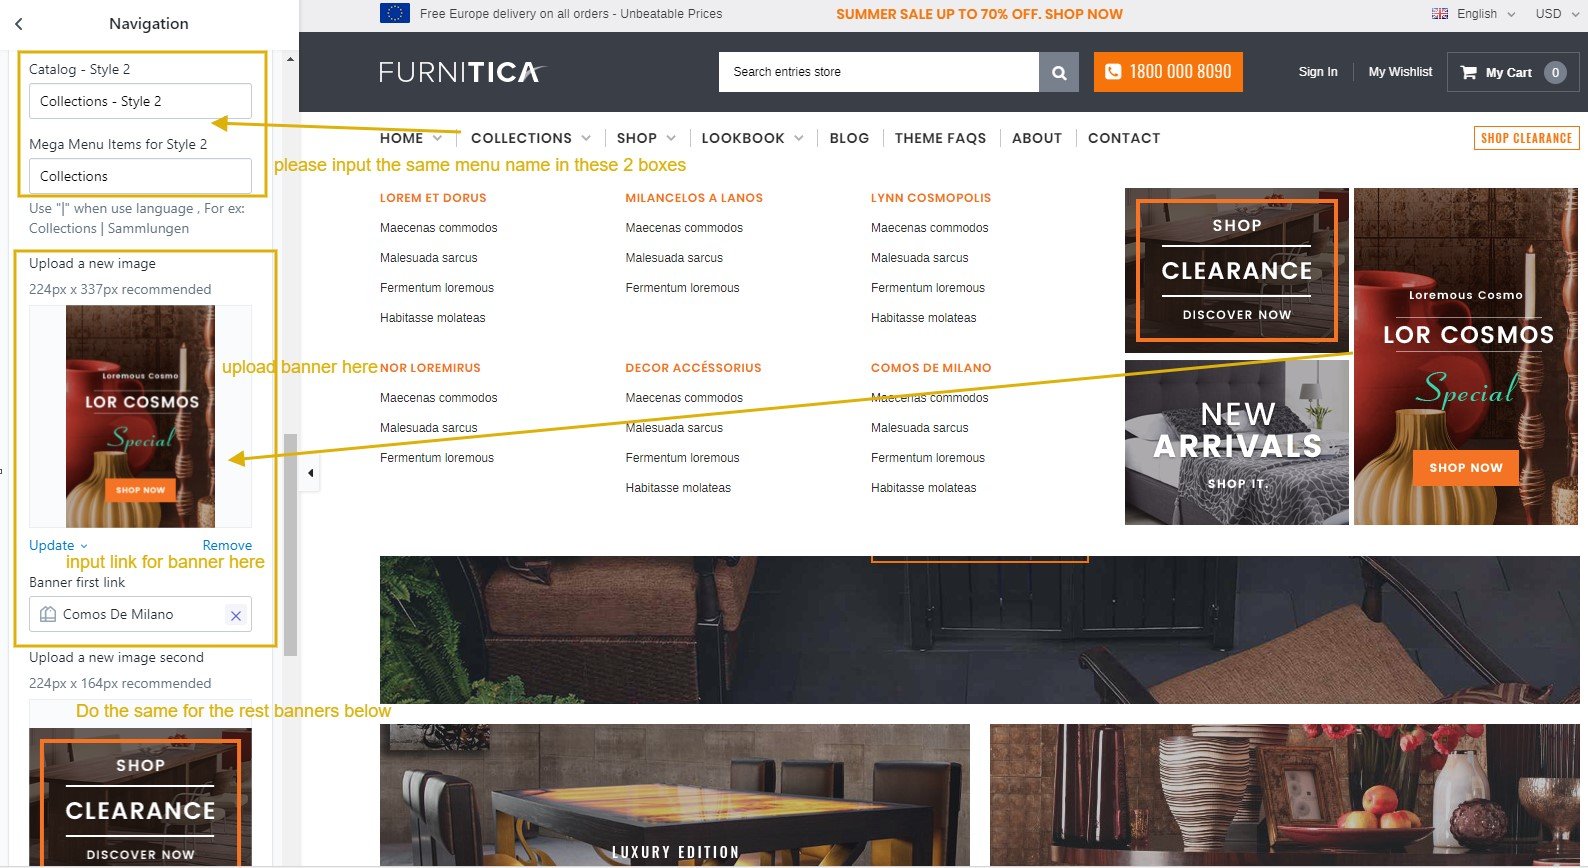 Navigation
Catalog - Style 2
Collections - Style 2
Mega Menu Items for Style 2
Collections
Use "|" when use language , For ex:
Collections | Sammlungen
Upload a new image
224px x 337px recommended
Loremous Cosmo
LOR COSMOS
Special
SHOP NOW
upload banner here
Update
Remove
input link for banner here
Banner first link
Comos De Milano
Upload a new image second
224px x 164px recommended
Do the same for the rest banners below
SHOP
CLEARANCE
DISCOVER NOW
Free Europe delivery on all orders - Unbeatable Prices
SUMMER SALE UP TO 70% OFF. SHOP NOW
English
USD
FURNITICA
Search entries store
1800 000 8090
Sign In
My Wishlist
My Cart 0
HOME
COLLECTIONS
SHOP
LOOKBOOK
BLOG
THEME FAQS
ABOUT
CONTACT
SHOP CLEARANCE
please input the same menu name in these 2 boxes
LOREM ET DORUS
Maecenas commodos
Malesuada sarcus
Fermentum loremous
Habitasse molateas
MILANCELOS A LANOS
Maecenas commodos
Malesuada sarcus
Fermentum loremous
LYNN COSMOPOLIS
Maecenas commodos
Malesuada sarcus
Fermentum loremous
Habitasse molateas
NOR LOREMIRUS
Maecenas commodos
Malesuada sarcus
Fermentum loremous
DECOR ACCÉSSORIUS
Maecenas commodos
Malesuada sarcus
Fermentum loremous
Habitasse molateas
COMOS DE MILANO
Maecenas commodos
Malesuada sarcus
Fermentum loremous
Habitasse molateas
SHOP
CLEARANCE
DISCOVER NOW
NEW
ARRIVALS
SHOP IT.
Loremous Cosmo
LOR COSMOS
Special
SHOP NOW
LUXURY EDITION